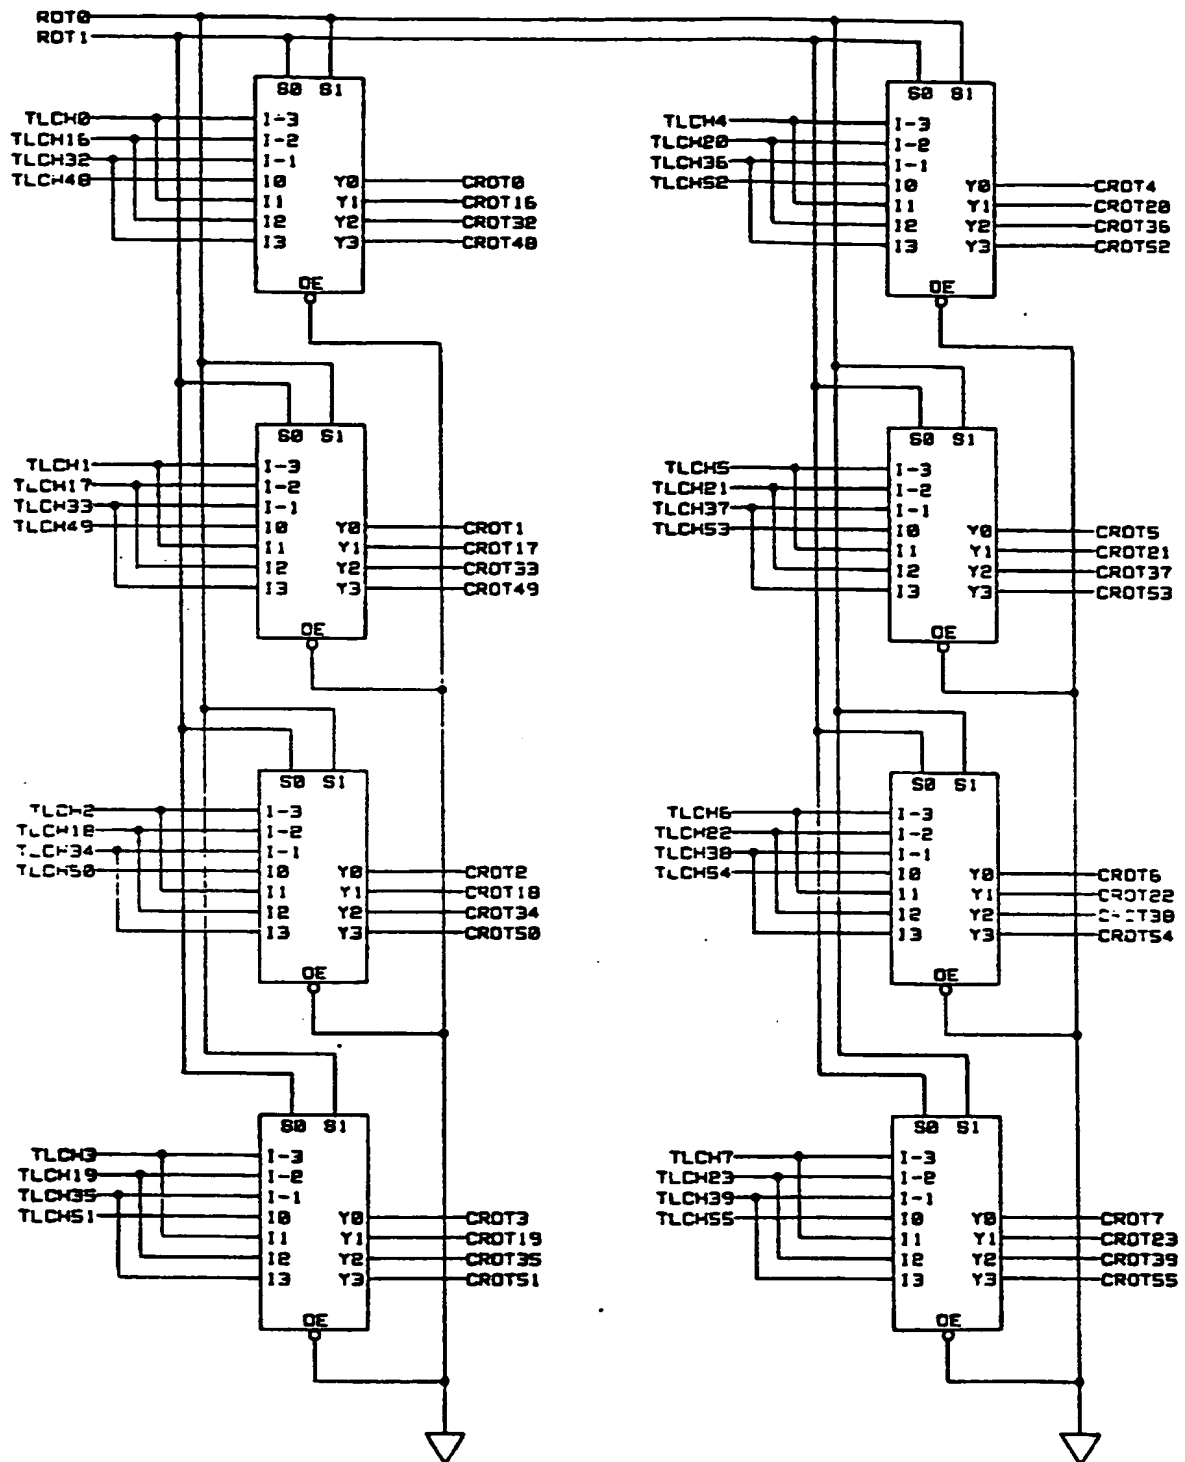 ROT0
ROT1
S0 S1
TLCH0 I-3
TLCH16 I-2
TLCH32 I-1
TLCH48 I0 Y0 CROT0
I1 Y1 CROT16
I2 Y2 CROT32
I3 Y3 CROT48
OE
S0 S1
TLCH4 I-3
TLCH20 I-2
TLCH36 I-1
TLCH52 I0 Y0 CROT4
I1 Y1 CROT20
I2 Y2 CROT36
I3 Y3 CROT52
OE
S0 S1
TLCH1 I-3
TLCH17 I-2
TLCH33 I-1
TLCH49 I0 Y0 CROT1
I1 Y1 CROT17
I2 Y2 CROT33
I3 Y3 CROT49
OE
S0 S1
TLCH5 I-3
TLCH21 I-2
TLCH37 I-1
TLCH53 I0 Y0 CROT5
I1 Y1 CROT21
I2 Y2 CROT37
I3 Y3 CROT53
OE
S0 S1
TLCH2 I-3
TLCH18 I-2
TLCH34 I-1
TLCH50 I0 Y0 CROT2
I1 Y1 CROT18
I2 Y2 CROT34
I3 Y3 CROT50
OE
S0 S1
TLCH6 I-3
TLCH22 I-2
TLCH38 I-1
TLCH54 I0 Y0 CROT6
I1 Y1 CROT22
I2 Y2 CROT38
I3 Y3 CROT54
OE
S0 S1
TLCH3 I-3
TLCH19 I-2
TLCH35 I-1
TLCH51 I0 Y0 CROT3
I1 Y1 CROT19
I2 Y2 CROT35
I3 Y3 CROT51
OE
S0 S1
TLCH7 I-3
TLCH23 I-2
TLCH39 I-1
TLCH55 I0 Y0 CROT7
I1 Y1 CROT23
I2 Y2 CROT39
I3 Y3 CROT55
OE